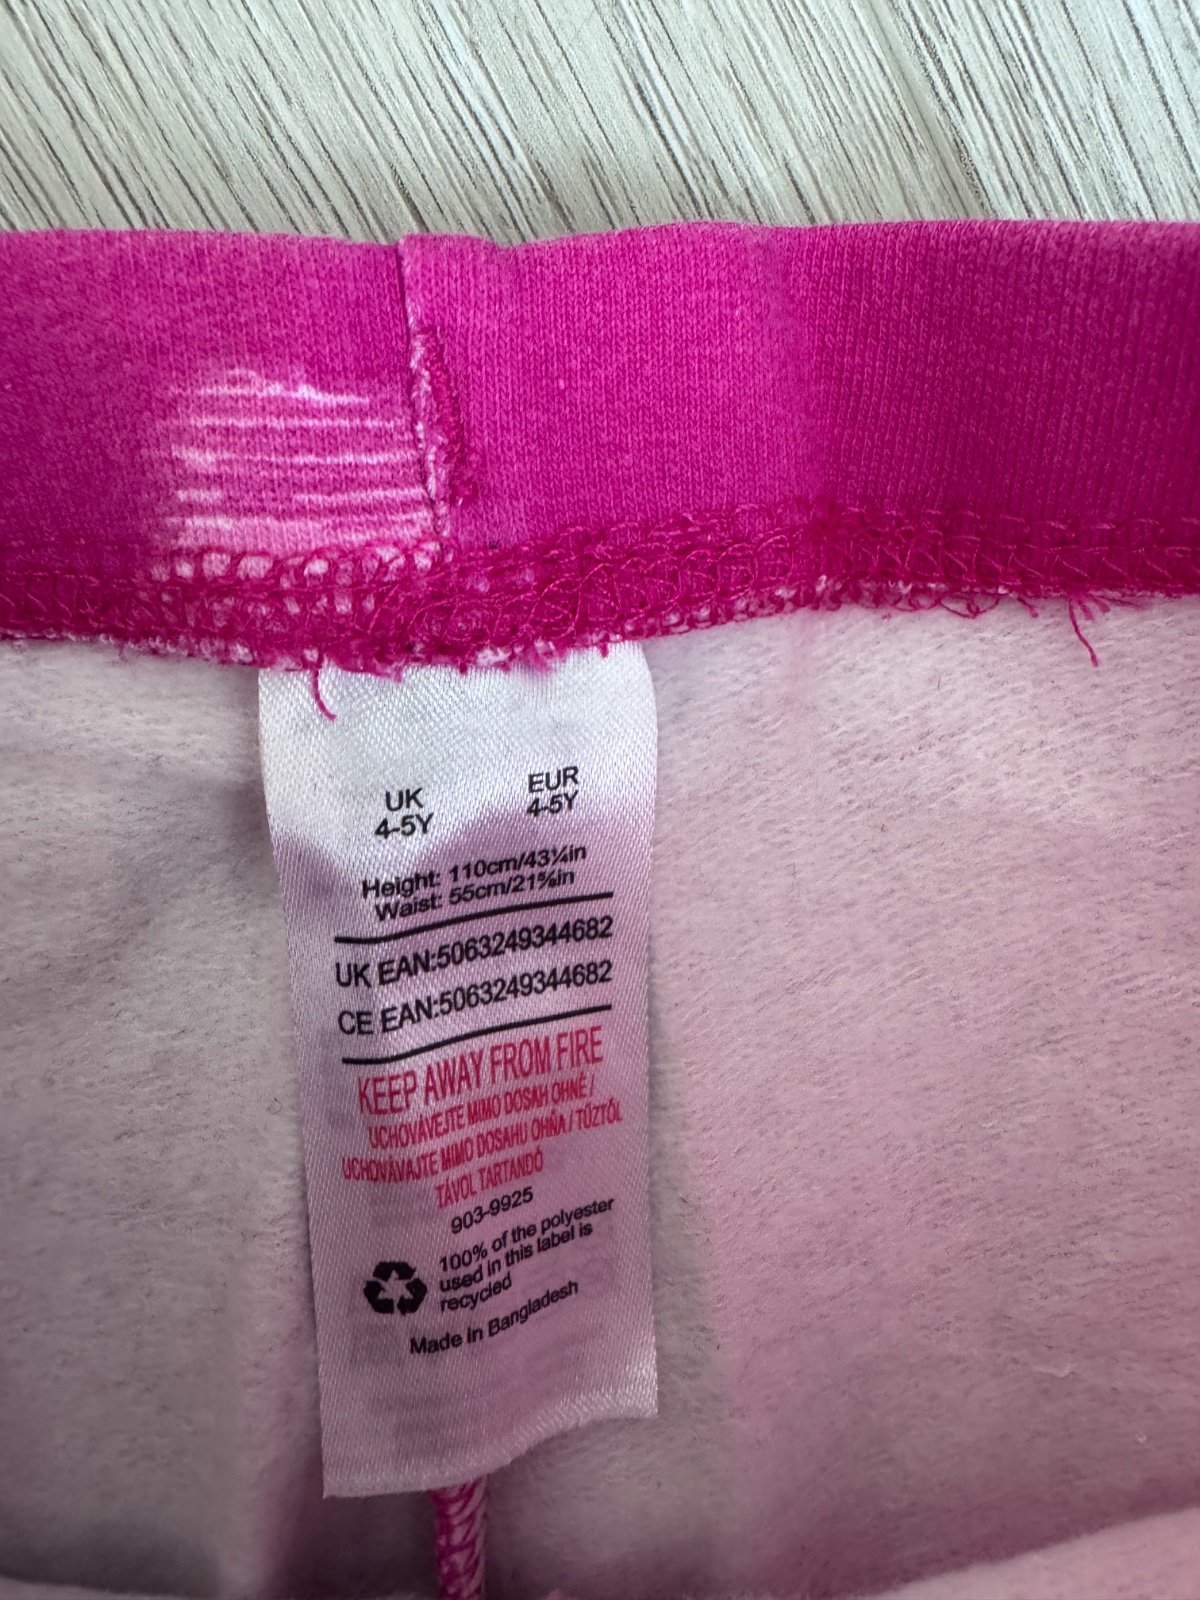 UK
4-5Y
EUR
4-5Y
Height: 110cm/43¼in
Waist: 55cm/21⅝in
UK EAN:5063249344682
CE EAN:5063249344682
KEEP AWAY FROM FIRE
UCHOVÁVEJTE MIMO DOSAH OHNĚ /
UCHOVÁVAJTE MIMO DOSAHU OHŇA / TŰZTŐL
TÁVOL TARTANDÓ
903-9925
100% of the polyester
used in this label is
recycled
Made in Bangladesh